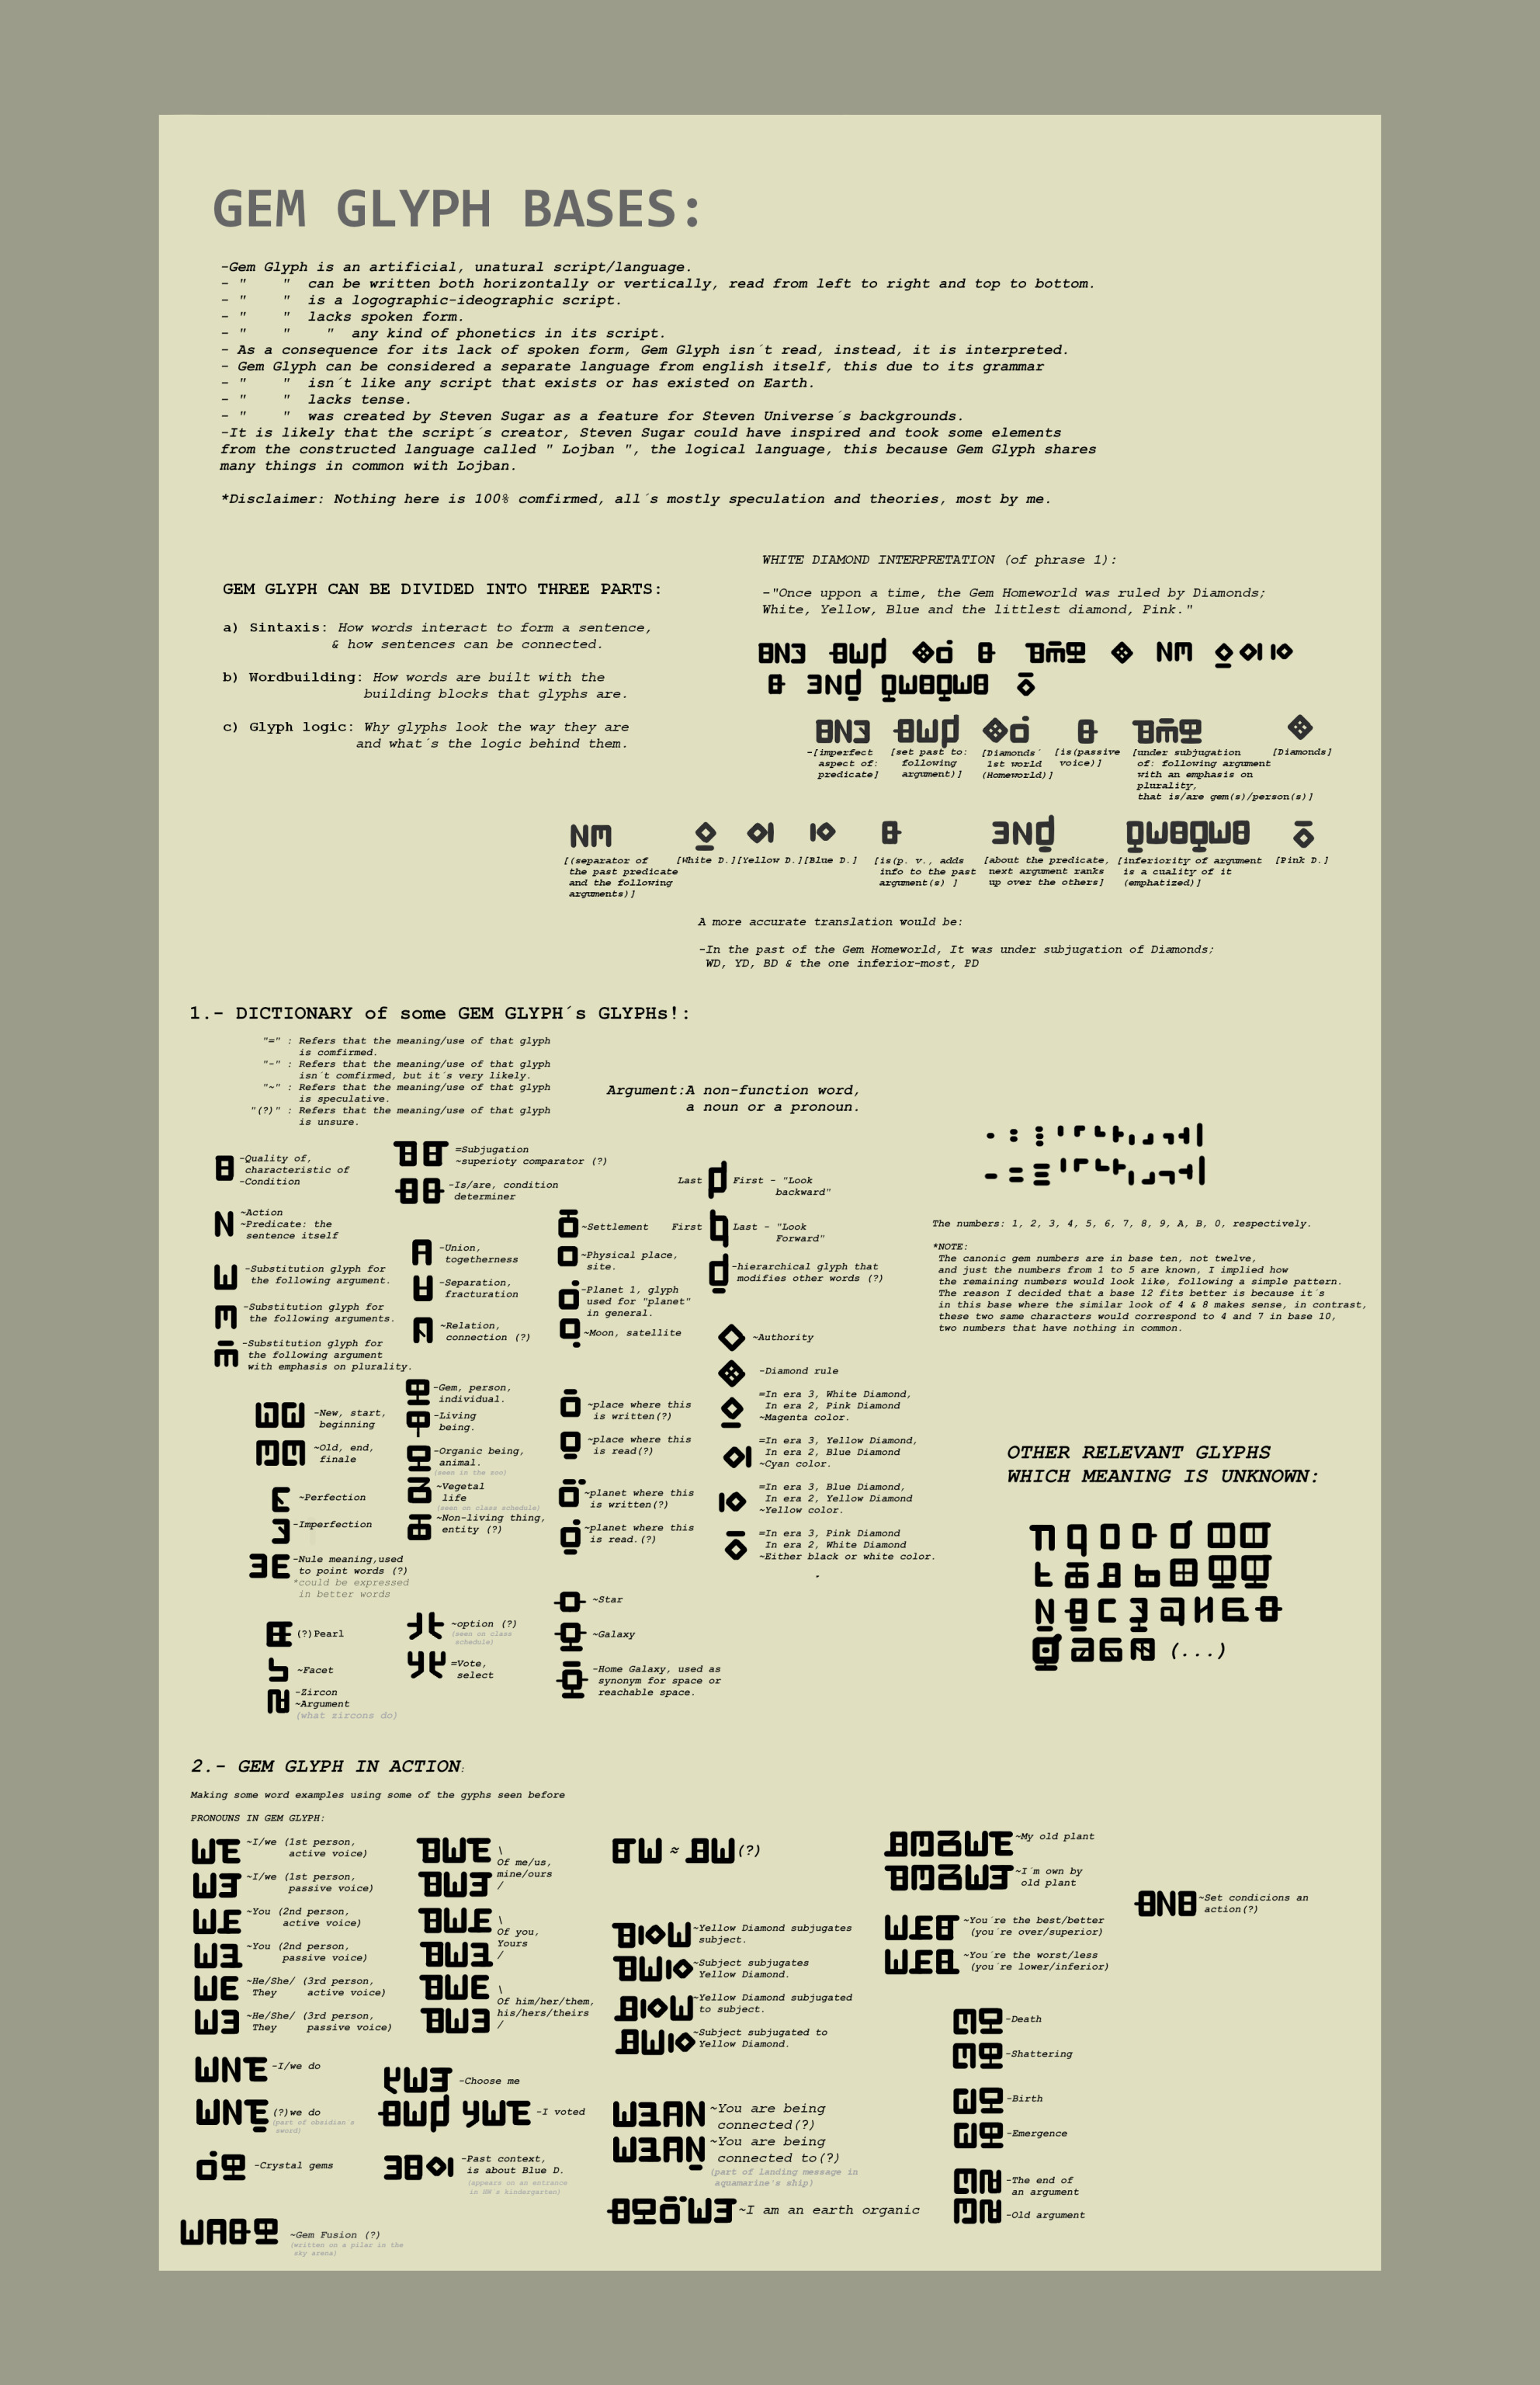 GEM GLYPH BASES:
-Gem Glyph is an artificial, unatural script/language.
- " " can be written both horizontally or vertically, read from left to right and top to bottom.
- " " is a logographic-ideographic script.
- " " lacks spoken form.
- " " " any kind of phonetics in its script.
- As a consequence for its lack of spoken form, Gem Glyph isn´t read, instead, it is interpreted.
- Gem Glyph can be considered a separate language from english itself, this due to its grammar
- " " isn´t like any script that exists or has existed on Earth.
- " " lacks tense.
- " " was created by Steven Sugar as a feature for Steven Universe´s backgrounds.
-It is likely that the script´s creator, Steven Sugar could have inspired and took some elements
from the constructed language called " Lojban ", the logical language, this because Gem Glyph shares
many things in common with Lojban.
*Disclaimer: Nothing here is 100% comfirmed, all´s mostly speculation and theories, most by me.
GEM GLYPH CAN BE DIVIDED INTO THREE PARTS:
a) Sintaxis: How words interact to form a sentence,
& how sentences can be connected.
b) Wordbuilding: How words are built with the
building blocks that glyphs are.
c) Glyph logic: Why glyphs look the way they are
and what´s the logic behind them.
WHITE DIAMOND INTERPRETATION (of phrase 1):
-"Once upon a time, the Gem Homeworld was ruled by Diamonds;
White, Yellow, Blue and the littlest diamond, Pink."
-[imperfect
aspect of:
predicate]
[set past to:
following
argument)]
[Diamonds´
1st world
(Homeworld)]
[is(passive
voice)]
[under subjugation
of: following argument
with an emphasis on
plurality,
that is/are gem(s)/person(s)]
[Diamonds]
[(separator of
the past predicate
and the following
arguments)]
[White D.]
[Yellow D.]
[Blue D.]
[is(p. v., adds
info to the past
argument(s) ]
[about the predicate,
next argument ranks
up over the others]
[inferiority of argument
is a cuality of it
(emphatized)]
[Pink D.]
A more accurate translation would be:
-In the past of the Gem Homeworld, It was under subjugation of Diamonds;
WD, YD, BD & the one inferior-most, PD
1.- DICTIONARY of some GEM GLYPH´s GLYPHs!:
"=" : Refers that the meaning/use of that glyph
is comfirmed.
"-" : Refers that the meaning/use of that glyph
isn´t comfirmed, but it´s very likely.
"~" : Refers that the meaning/use of that glyph
is speculative.
"(?)" : Refers that the meaning/use of that glyph
is unsure.
Argument:A non-function word,
a noun or a pronoun.
-Quality of,
characteristic of
-Condition
~Action
~Predicate: the
sentence itself
-Substitution glyph for
the following argument.
-Substitution glyph for
the following arguments.
-Substitution glyph for
the following argument
with emphasis on plurality.
-New, start,
beginning
~Old, end,
finale
~Perfection
-Imperfection
-Nule meaning,used
to point words (?)
*could be expressed
in better words
(?)Pearl
~Facet
-Zircon
~Argument
(what zircons do)
=Subjugation
~superioty comparator (?)
-Is/are, condition
determiner
-Union,
togetherness
-Separation,
fracturation
~Relation,
connection (?)
-Gem, person,
individual.
-Living
being.
-Organic being,
animal.
(seen in the zoo)
~Vegetal
life
(seen on class schedule)
~Non-living thing,
entity (?)
~option (?)
(seen on class
schedule)
=Vote,
select
~Settlement
~Physical place,
site.
-Planet 1, glyph
used for "planet"
in general.
~Moon, satellite
~place where this
is written(?)
~place where this
is read(?)
~planet where this
is written(?)
~planet where this
is read.(?)
~Star
~Galaxy
-Home Galaxy, used as
synonym for space or
reachable space.
Last
First - "Look
backward"
First
Last - "Look
Forward"
-hierarchical glyph that
modifies other words (?)
~Authority
-Diamond rule
=In era 3, White Diamond,
In era 2, Pink Diamond
~Magenta color.
=In era 3, Yellow Diamond,
In era 2, Blue Diamond
~Cyan color.
=In era 3, Blue Diamond,
In era 2, Yellow Diamond
~Yellow color.
=In era 3, Pink Diamond
In era 2, White Diamond
~Either black or white color.
The numbers: 1, 2, 3, 4, 5, 6, 7, 8, 9, A, B, 0, respectively.
*NOTE:
The canonic gem numbers are in base ten, not twelve,
and just the numbers from 1 to 5 are known, I implied how
the remaining numbers would look like, following a simple pattern.
The reason I decided that a base 12 fits better is because it´s
in this base where the similar look of 4 & 8 makes sense, in contrast,
these two same characters would correspond to 4 and 7 in base 10,
two numbers that have nothing in common.
OTHER RELEVANT GLYPHS
WHICH MEANING IS UNKNOWN:
(...)
2.- GEM GLYPH IN ACTION:
Making some word examples using some of the gyphs seen before
PRONOUNS IN GEM GLYPH:
~I/we (1st person,
active voice)
~I/we (1st person,
passive voice)
~You (2nd person,
active voice)
~You (2nd person,
passive voice)
~He/She/ (3rd person,
They active voice)
~He/She/ (3rd person,
They passive voice)
-I/we do
(?)we do
(part of obsidian´s
sword)
-Crystal gems
~Gem Fusion (?)
(written on a pilar in the
sky arena)
\
Of me/us,
mine/ours
/
\
Of you,
Yours
/
\
Of him/her/them,
his/hers/theirs
/
-Choose me
-I voted
-Past context,
is about Blue D.
(appears on an entrance
in BW´s kindergarten)
≈
(?)
~Yellow Diamond subjugates
subject.
~Subject subjugates
Yellow Diamond.
~Yellow Diamond subjugated
to subject.
~Subject subjugated to
Yellow Diamond.
~You are being
connected(?)
~You are being
connected to(?)
(part of landing message in
aquamarine´s ship)
~I am an earth organic
~My old plant
~I´m own by
old plant
~You´re the best/better
(you´re over/superior)
~You´re the worst/less
(you´re lower/inferior)
~Set condicions an
action(?)
-Death
-Shattering
-Birth
-Emergence
-The end of
an argument
-Old argument